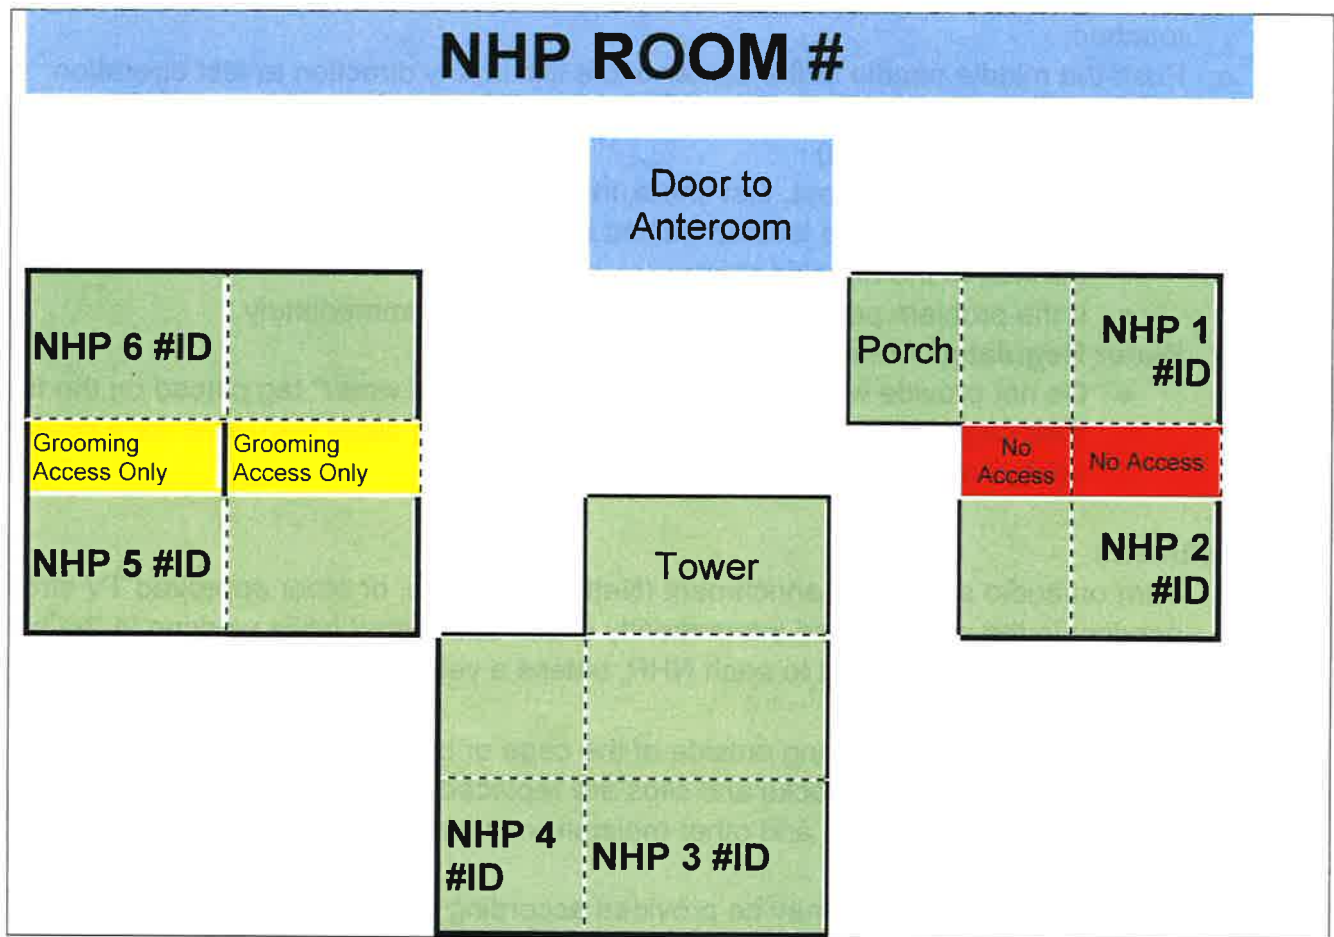 NHP ROOM #
Door to
Anteroom
NHP 6 #ID
Porch
NHP 1
#ID
Grooming
Access Only
Grooming
Access Only
No
Access
No Access
NHP 5 #ID
Tower
NHP 2
#ID
NHP 4
#ID
NHP 3 #ID